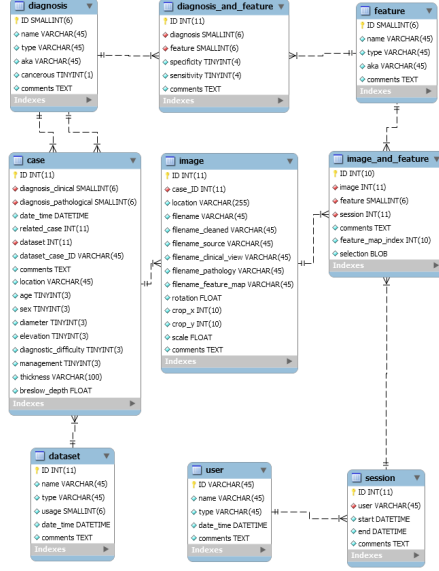 diagnosis
ID SMALLINT(6)
name VARCHAR(45)
type VARCHAR(45)
aka VARCHAR(45)
cancerous TINYINT(1)
comments TEXT
Indexes
diagnosis_and_feature
ID INT(11)
diagnosis SMALLINT(6)
feature SMALLINT(6)
specificity TINYINT(4)
sensitivity TINYINT(4)
comments TEXT
Indexes
feature
ID SMALLINT(6)
name VARCHAR(45)
type VARCHAR(45)
aka VARCHAR(45)
comments TEXT
Indexes
case
ID INT(11)
diagnosis_clinical SMALLINT(6)
diagnosis_pathological SMALLINT(6)
date_time DATETIME
related_case INT(11)
dataset INT(11)
dataset_case_ID VARCHAR(45)
comments TEXT
location VARCHAR(45)
age TINYINT(3)
sex TINYINT(3)
diameter TINYINT(3)
elevation TINYINT(3)
diagnostic_difficulty TINYINT(3)
management TINYINT(3)
thickness VARCHAR(100)
breslow_depth FLOAT
Indexes
image
ID INT(11)
case_ID INT(11)
location VARCHAR(255)
filename VARCHAR(45)
filename_cleaned VARCHAR(45)
filename_source VARCHAR(45)
filename_clinical_view VARCHAR(45)
filename_pathology VARCHAR(45)
filename_feature_map VARCHAR(45)
rotation FLOAT
crop_x INT(10)
crop_y INT(10)
scale FLOAT
comments TEXT
Indexes
image_and_feature
ID INT(10)
image INT(11)
feature SMALLINT(6)
session INT(11)
comments TEXT
feature_map_index INT(10)
selection BLOB
Indexes
dataset
ID INT(11)
name VARCHAR(45)
type VARCHAR(45)
usage SMALLINT(6)
date_time DATETIME
comments TEXT
Indexes
user
ID VARCHAR(45)
name VARCHAR(45)
type VARCHAR(45)
date_time DATETIME
comments TEXT
Indexes
session
ID INT(11)
user VARCHAR(45)
start DATETIME
end DATETIME
comments TEXT
Indexes